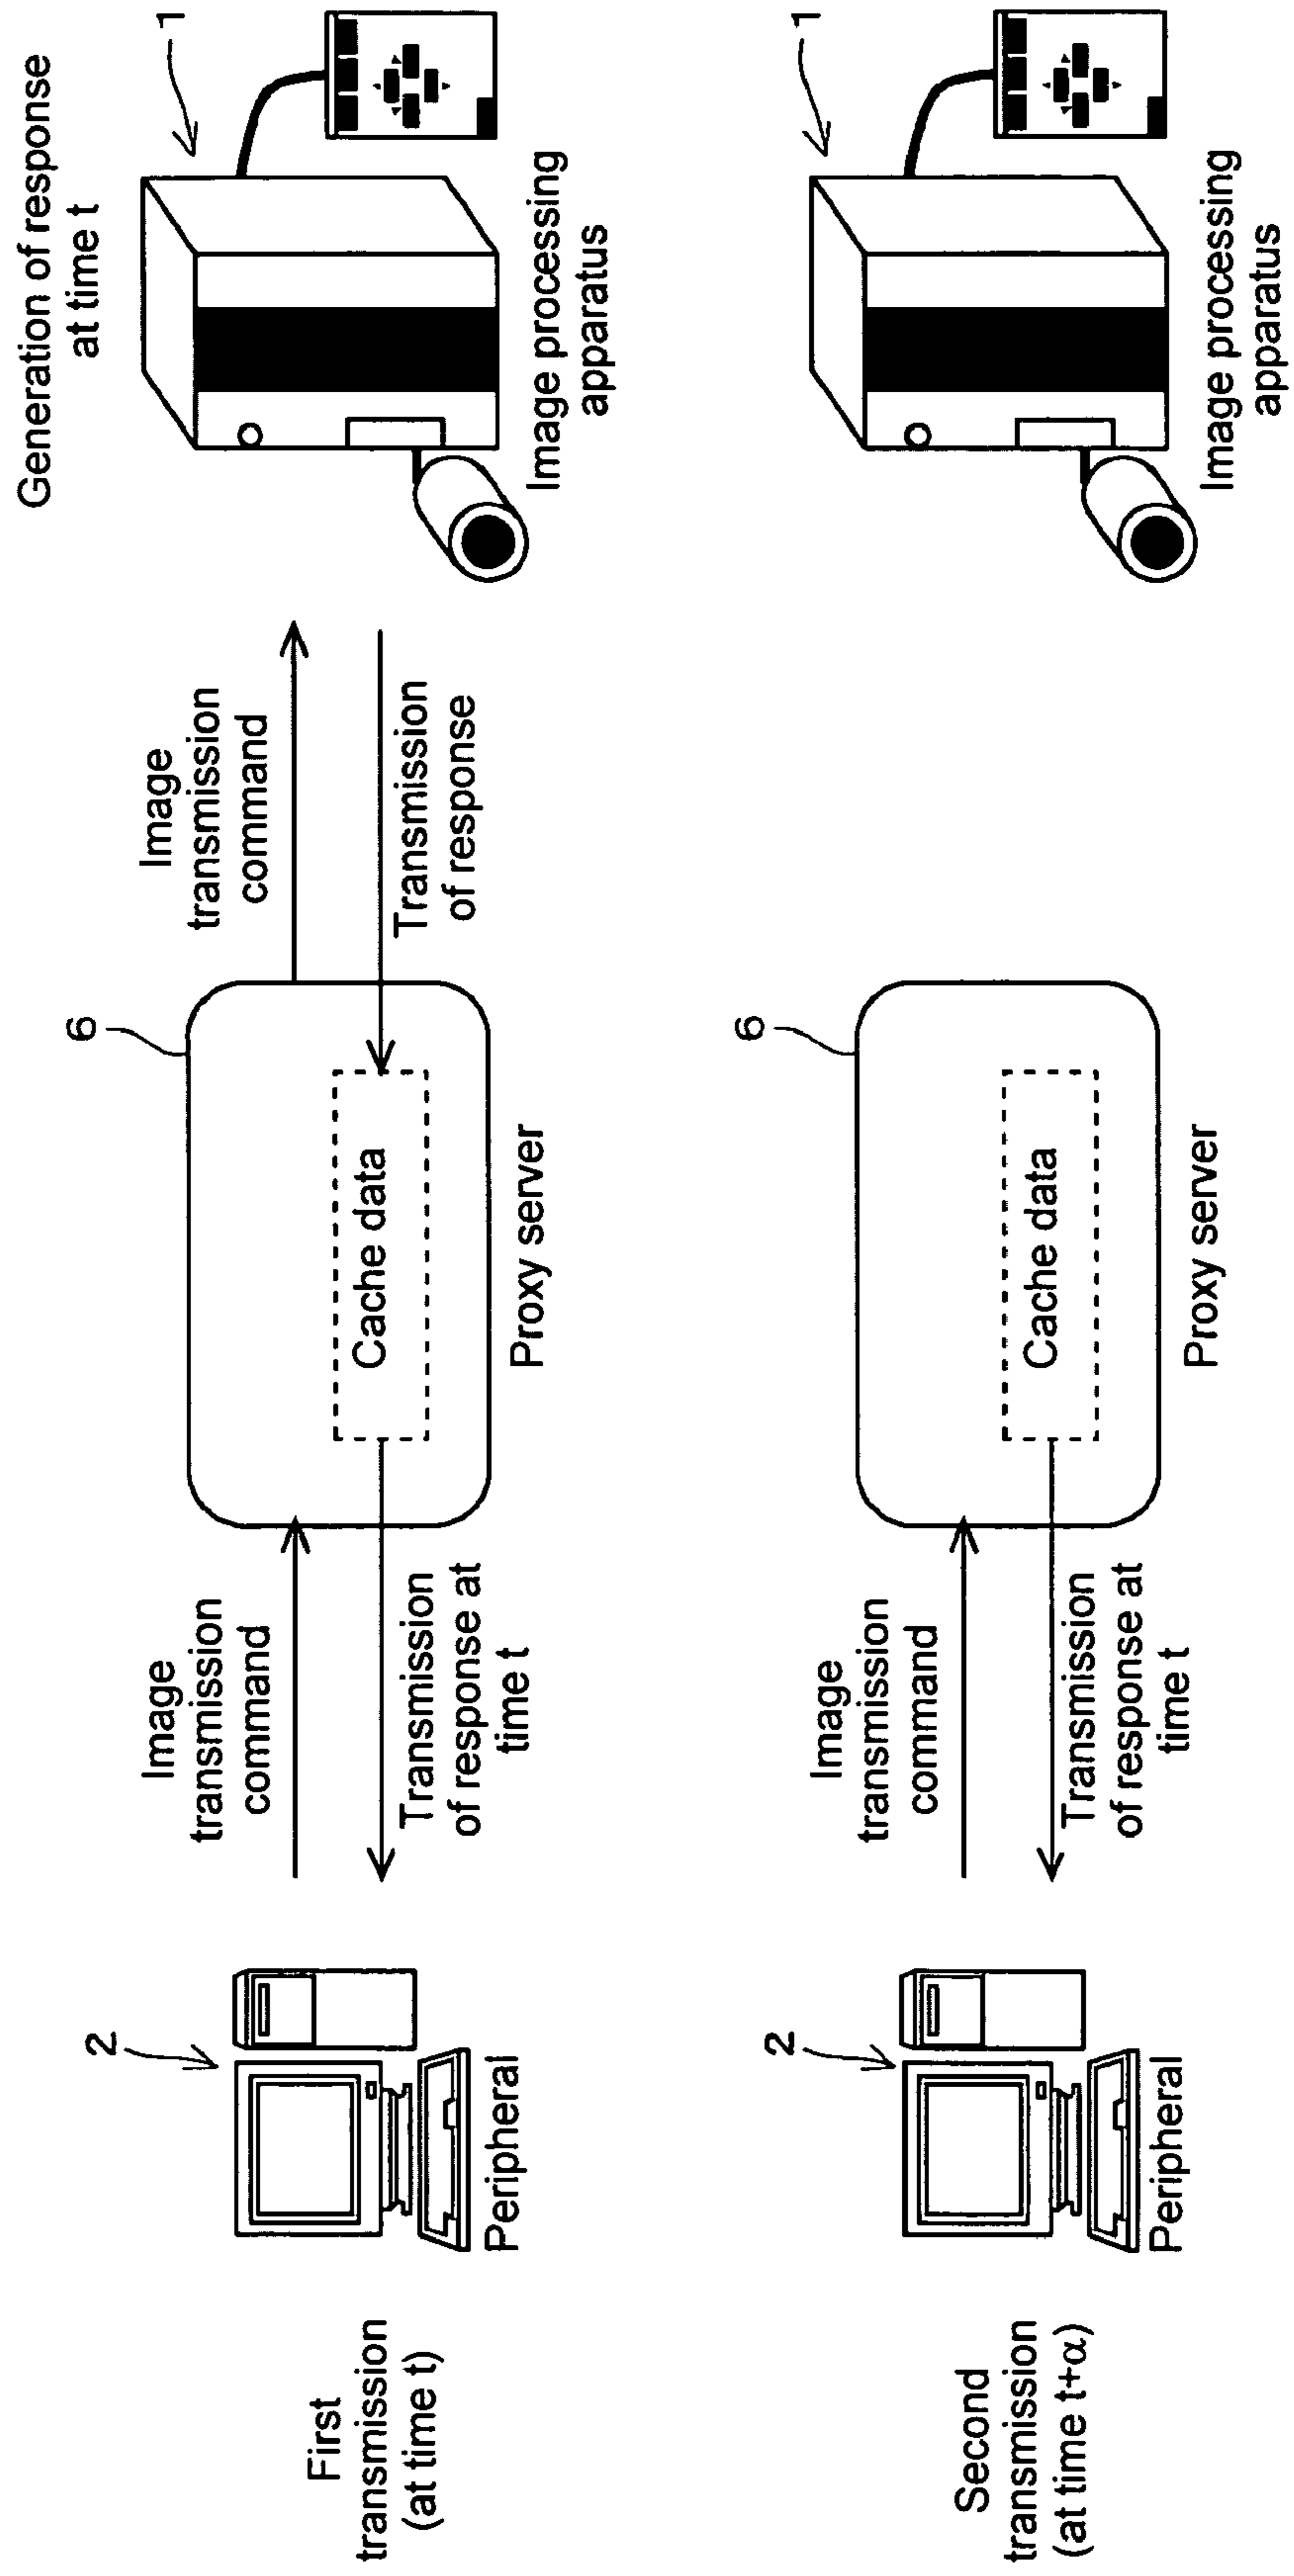 Generation of response
at time t
1
Image processing
apparatus
Image
transmission
command
Transmission
of response
6
Cache data
Proxy server
Image
transmission
command
Transmission
of response at
time t
2
Peripheral
First
transmission
(at time t)
1
Image processing
apparatus
6
Cache data
Proxy server
Image
transmission
command
Transmission
of response at
time t
2
Peripheral
Second
transmission
(at time t+α)